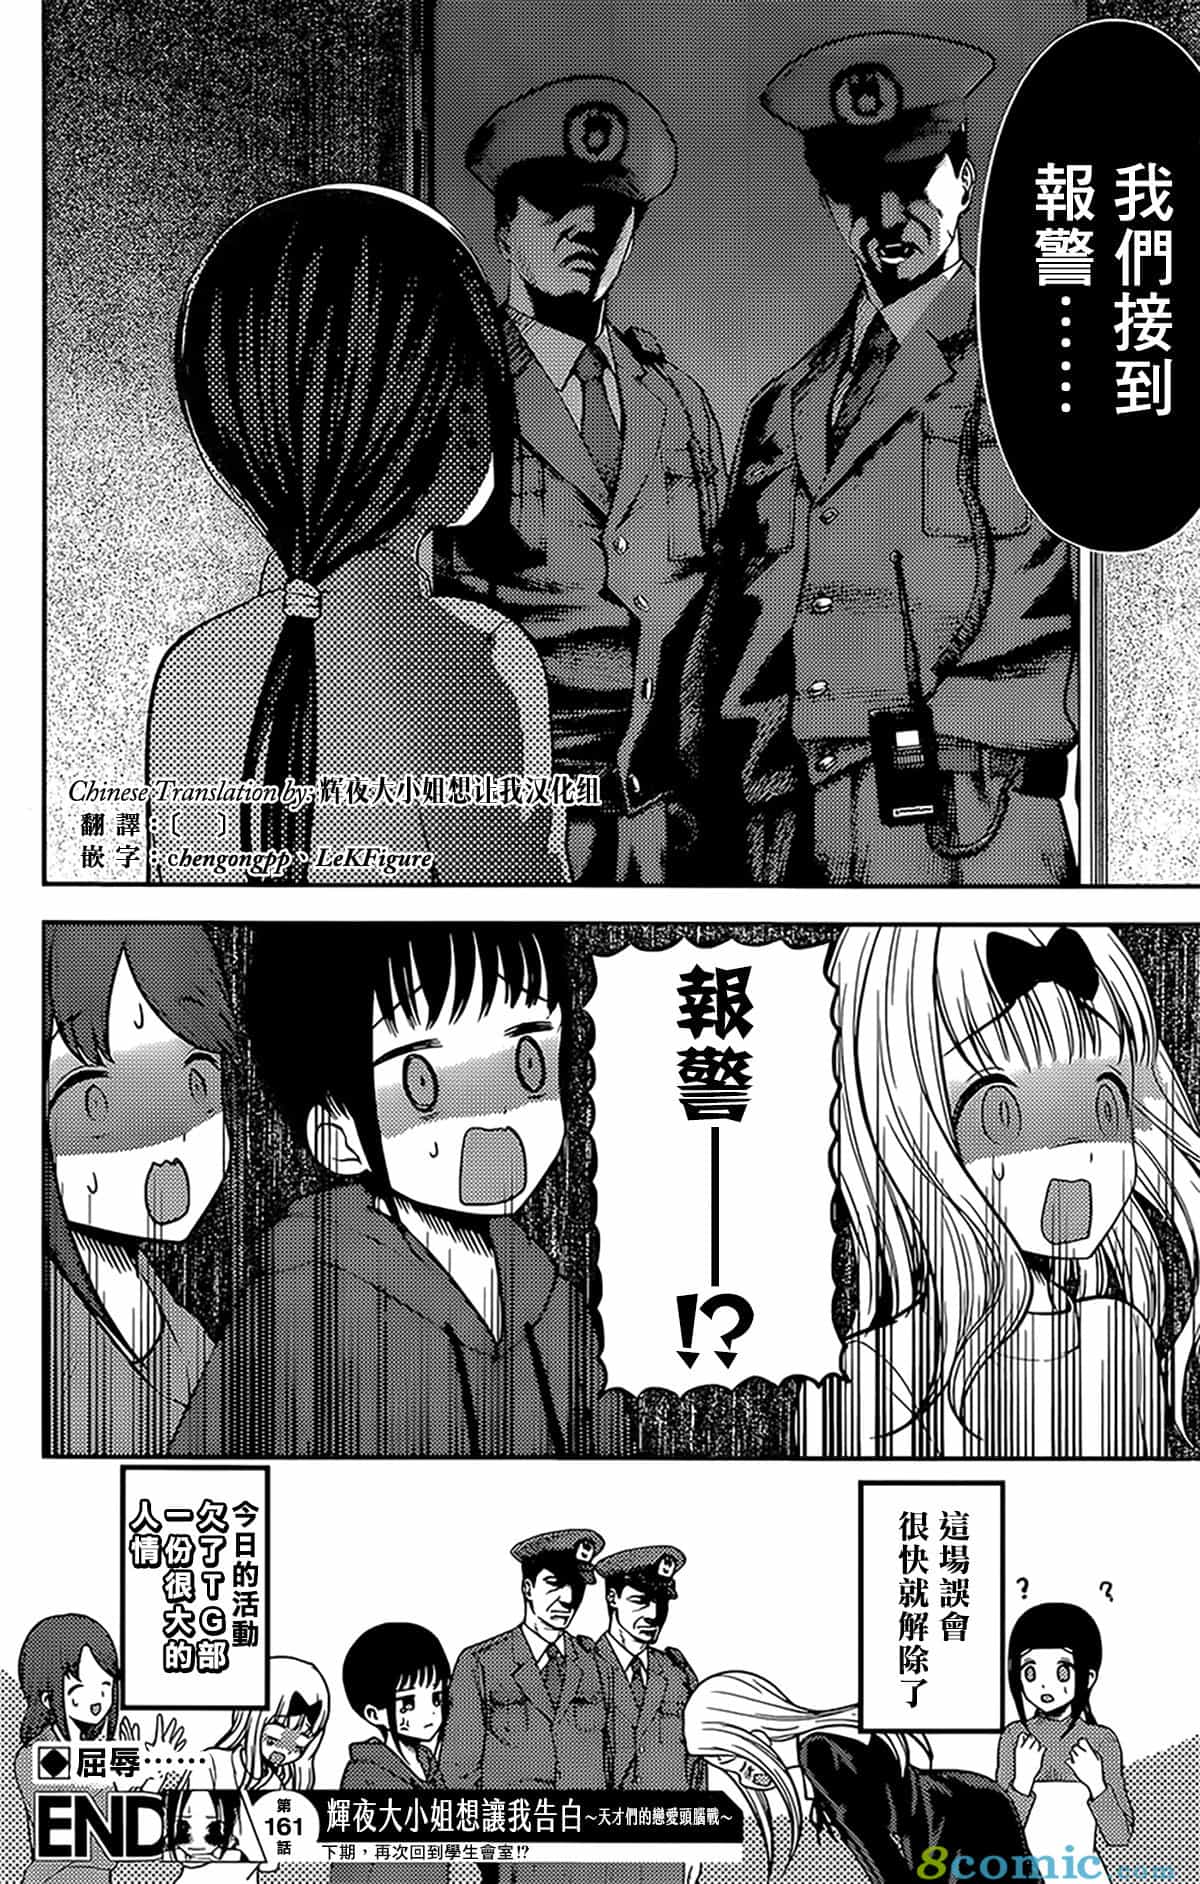 我們接到
報警……
Chinese Translation by: 輝夜大小姐想让我汉化组
翻譯:〔 〕
嵌字:chengongpp、LeKFigure
報警——!?
這場誤會
很快就解除了
? ?
今日的活動
欠了TG部
一份很大的
人情
◆屈辱……
END
第161話
輝夜大小姐想讓我告白~天才們的戀愛頭腦戰~
下期,再次回到學生會室!?
8comic.com